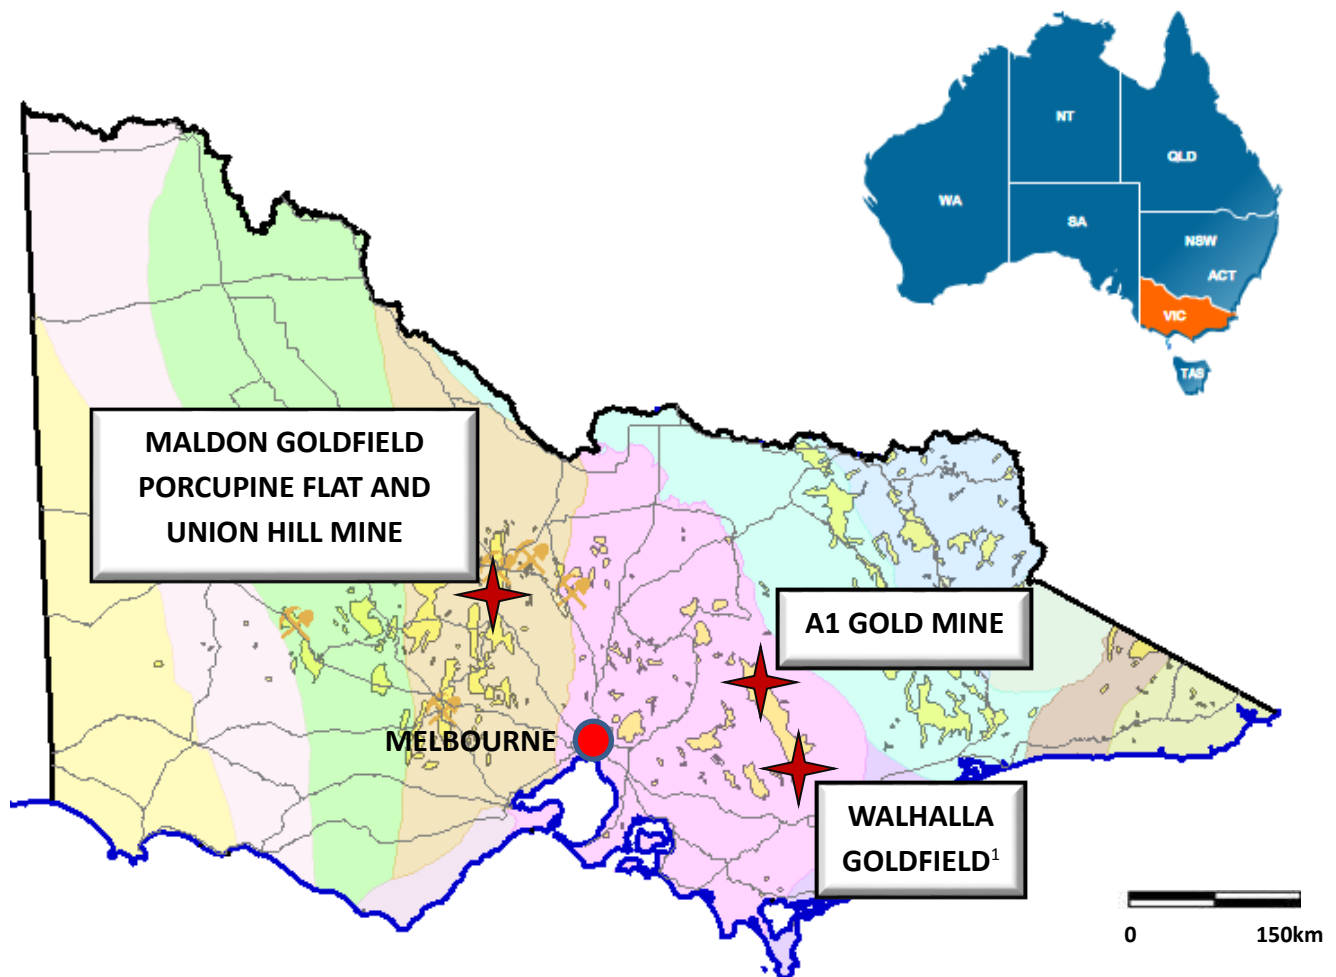 NT
QLD
WA
SA
NSW
ACT
VIC
TAS
MALDON GOLDFIELD
PORCUPINE FLAT AND
UNION HILL MINE
A1 GOLD MINE
MELBOURNE
WALHALLA
GOLDFIELD¹
0 150km